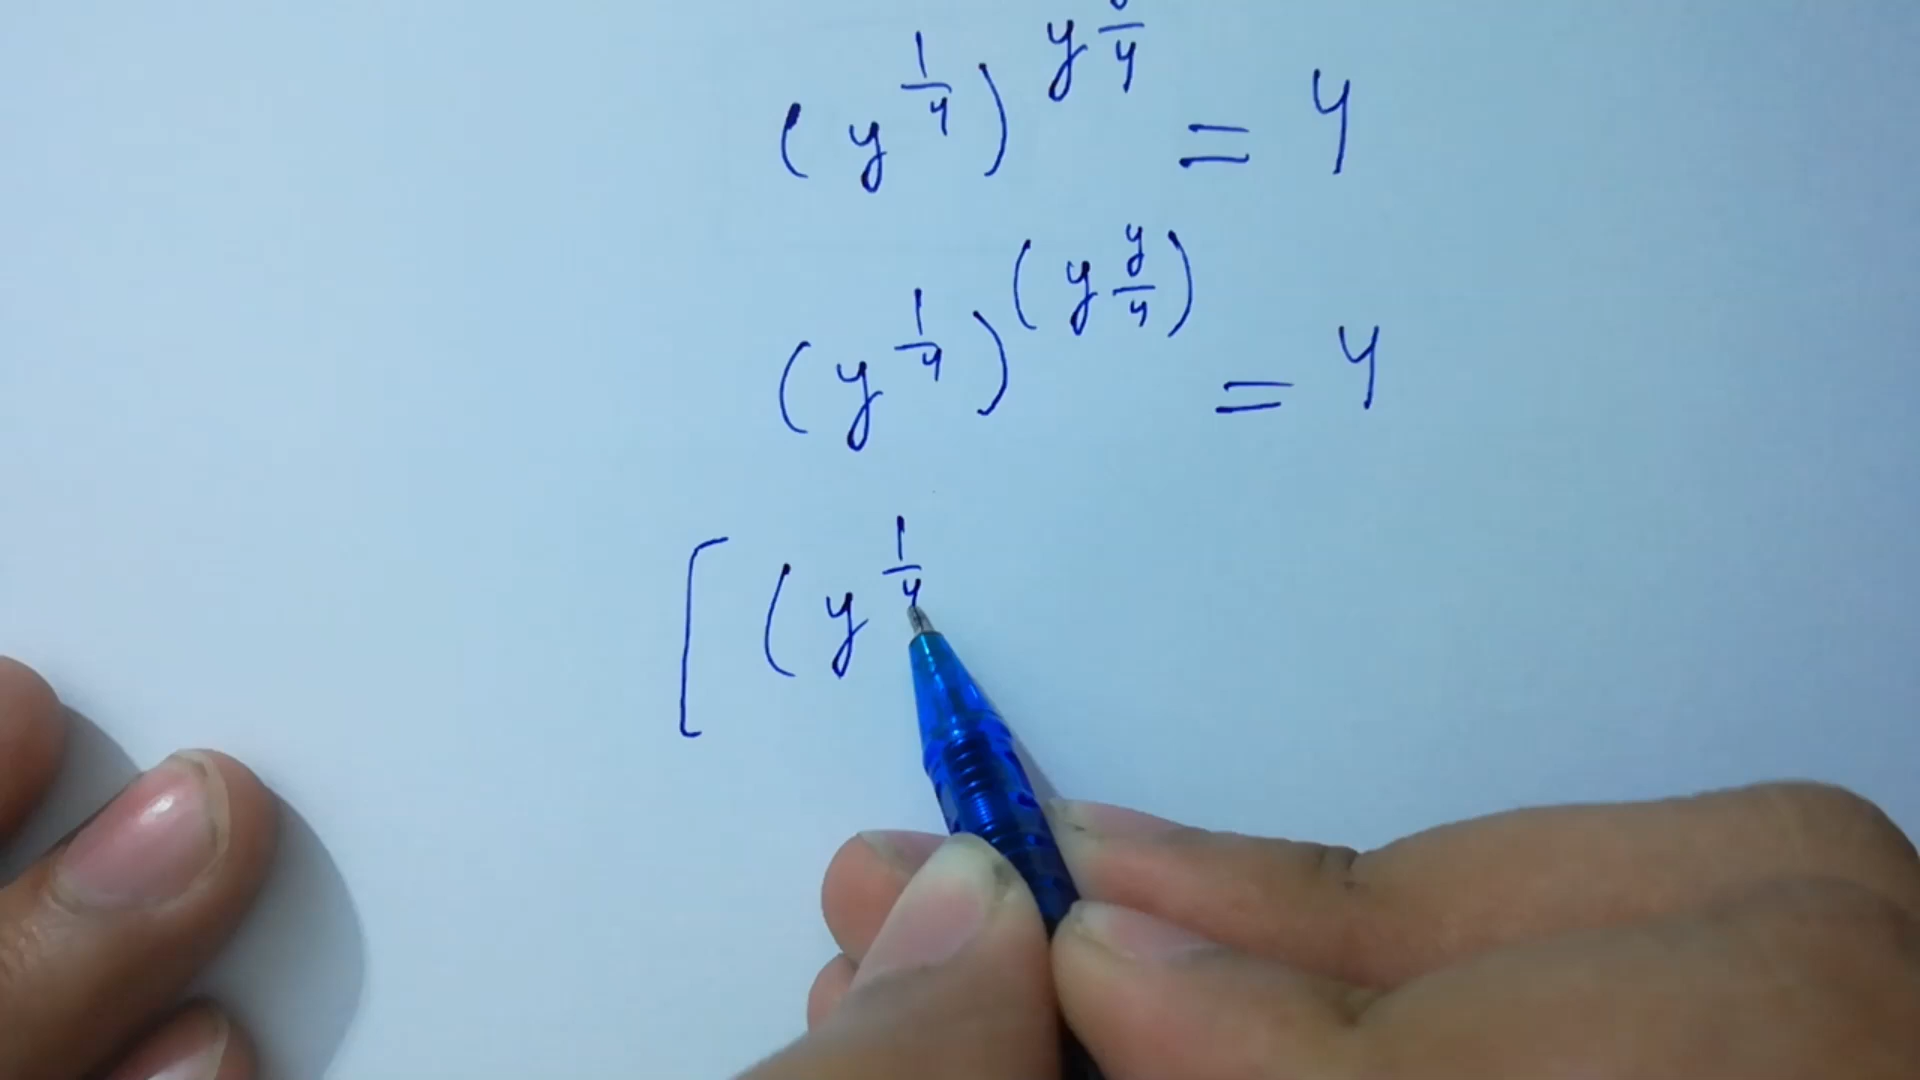 (y^{1/4})^{y^{y/4}} = 4
(y^{1/4})^{(y^{y/4})} = 4
[(y^{1/4}